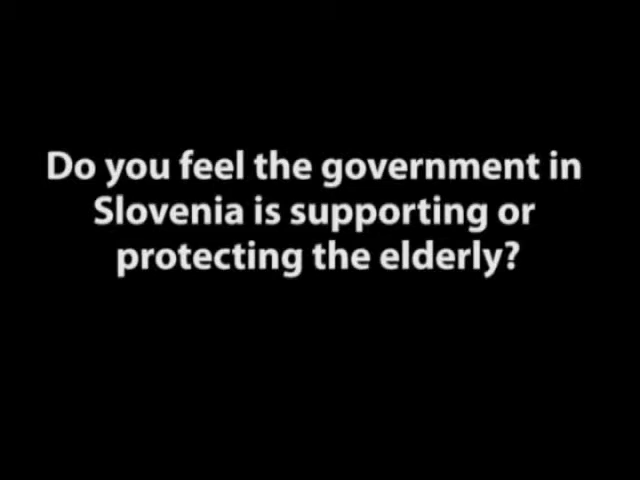 Do you feel the government in
Slovenia is supporting or
protecting the elderly?